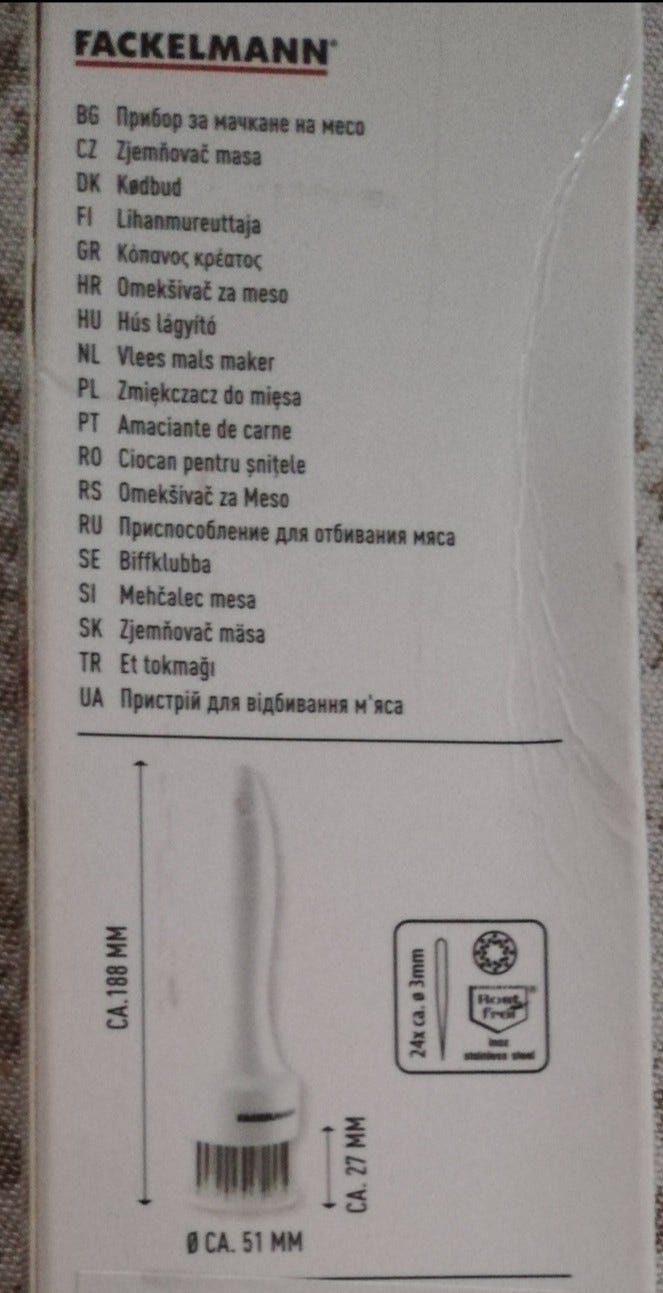 FACKELMANN®
BG Прибор за мачкане на месо
CZ Zjemňovač masa
DK Kødbud
FI Lihanmureuttaja
GR Κόπανος κρέατος
HR Omekšivač za meso
HU Hús lágyító
NL Vlees mals maker
PL Zmiękczacz do mięsa
PT Amaciante de carne
RO Ciocan pentru șnițele
RS Omekšivač za Meso
RU Приспособление для отбивания мяса
SE Biffklubba
SI Mehčalec mesa
SK Zjemňovač mäsa
TR Et tokmağı
UA Пристрій для відбивання м'яса
CA. 188 MM
FACKELMANN
CA. 27 MM
Ø CA. 51 MM
24x ca. ø 3mm
Rost
frei
®
inox
stainless steel